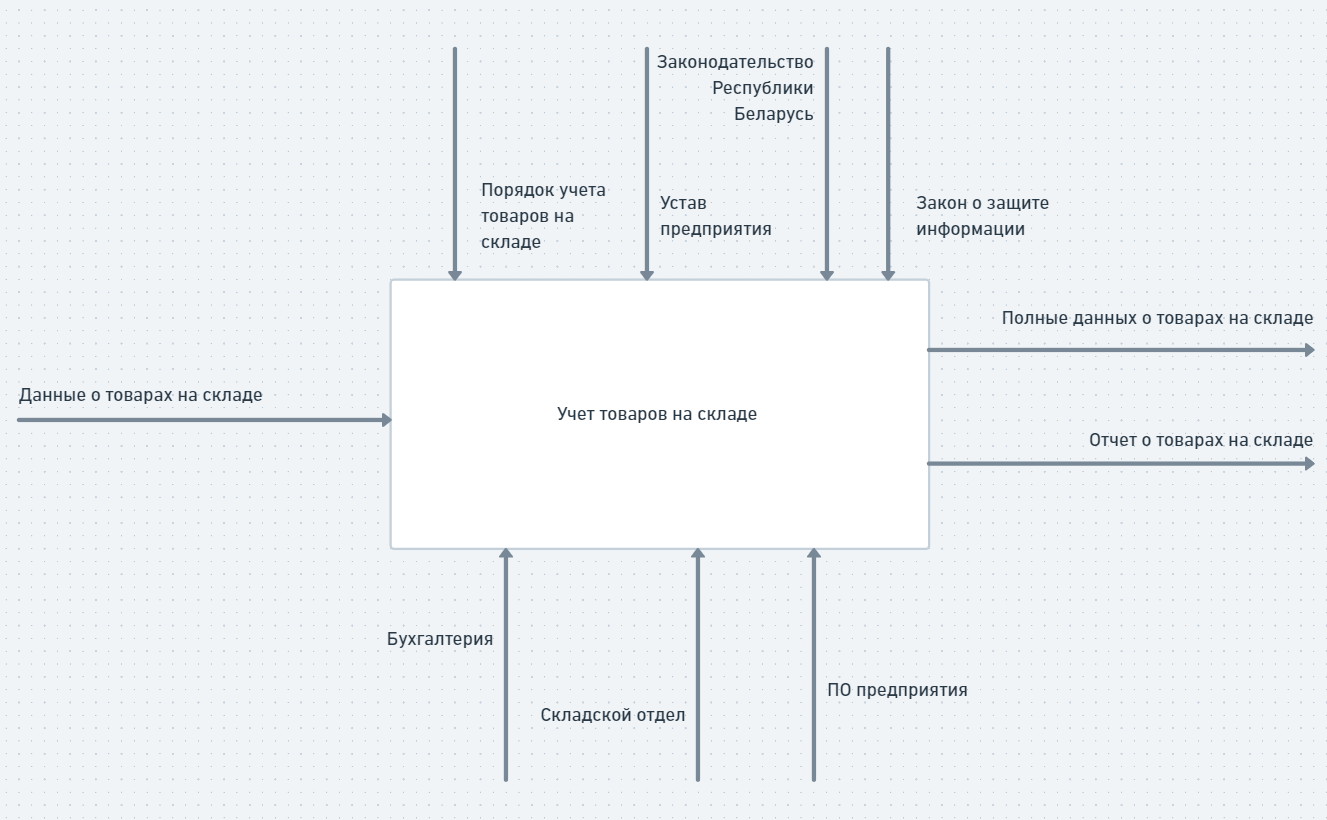 Законодательство
Республики
Беларусь
Порядок учета
товаров на
складе
Устав
предприятия
Закон о защите
информации
Полные данных о товарах на складе
Данные о товарах на складе
Учет товаров на складе
Отчет о товарах на складе
Бухгалтерия
Складской отдел
ПО предприятия